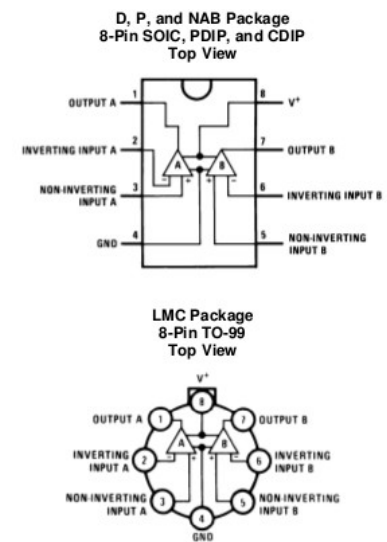 D, P, and NAB Package
8-Pin SOIC, PDIP, and CDIP
Top View
1
8
OUTPUT A
V+
2
7
INVERTING INPUT A
OUTPUT B
A
B
- +
+ -
3
6
NON-INVERTING
INPUT A
INVERTING INPUT B
4
5
GND
NON-INVERTING
INPUT B
LMC Package
8-Pin TO-99
Top View
V+
8
OUTPUT A
1
7
OUTPUT B
A
B
- +
+ -
INVERTING
INPUT A
2
6
INVERTING
INPUT B
NON-INVERTING
INPUT A
3
5
NON-INVERTING
INPUT B
4
GND